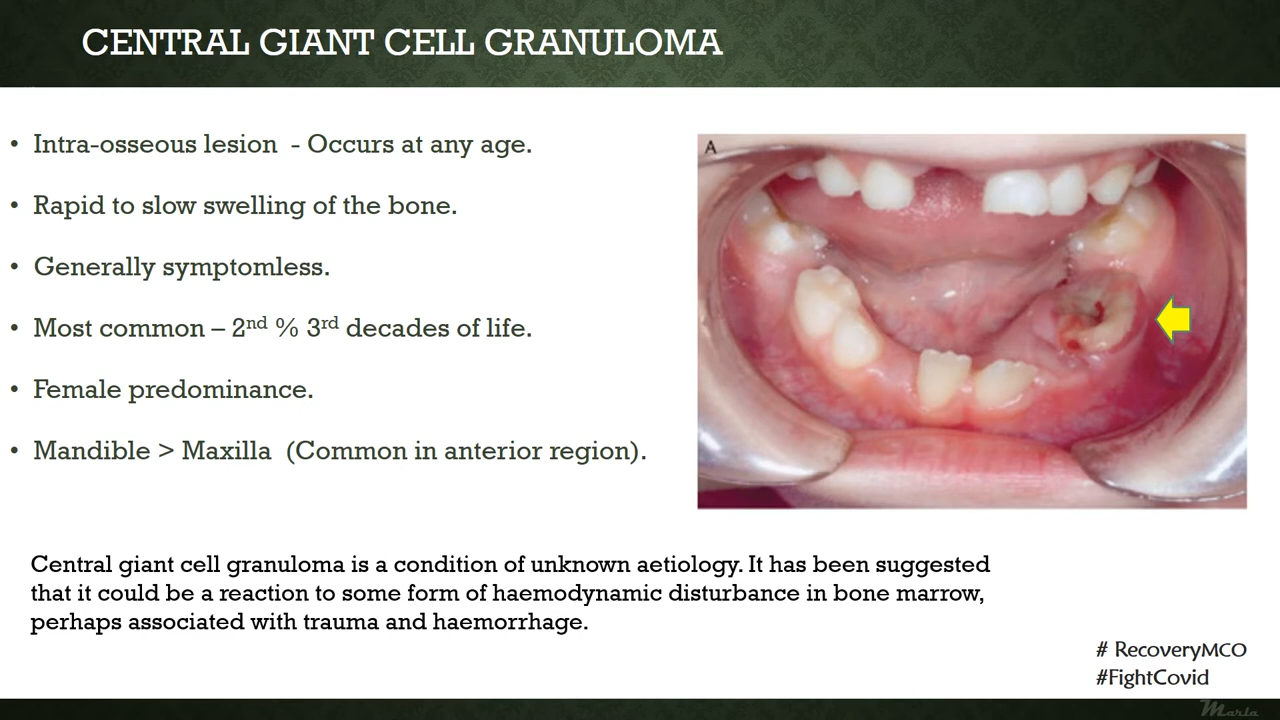 CENTRAL GIANT CELL GRANULOMA
• Intra-osseous lesion - Occurs at any age.
• Rapid to slow swelling of the bone.
• Generally symptomless.
• Most common – 2nd % 3rd decades of life.
• Female predominance.
• Mandible > Maxilla (Common in anterior region).
A
Central giant cell granuloma is a condition of unknown aetiology. It has been suggested
that it could be a reaction to some form of haemodynamic disturbance in bone marrow,
perhaps associated with trauma and haemorrhage.
# RecoveryMCO
#FightCovid
Marla